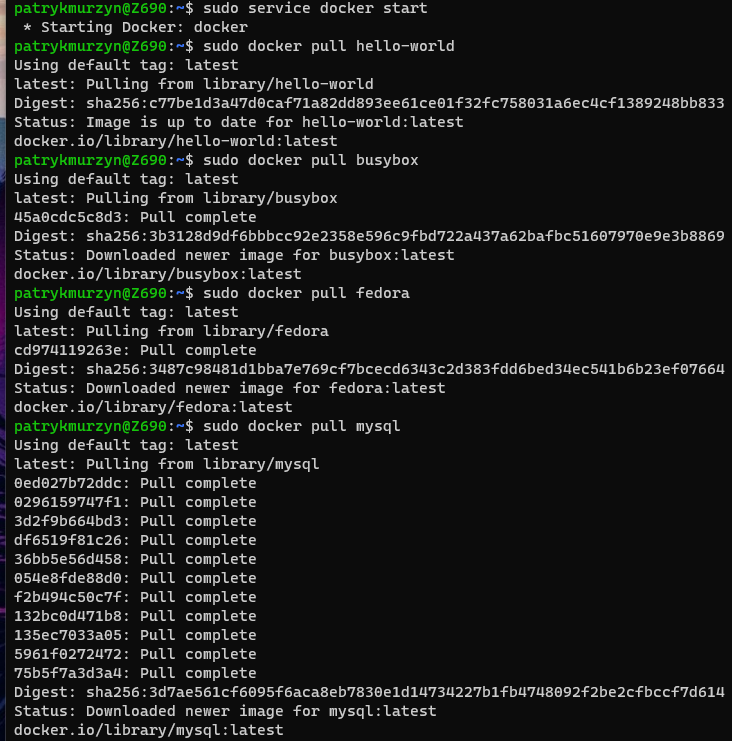 patrykmurzyn@Z690:~$ sudo service docker start
 * Starting Docker: docker
patrykmurzyn@Z690:~$ sudo docker pull hello-world
Using default tag: latest
latest: Pulling from library/hello-world
Digest: sha256:c77be1d3a47d0caf71a82dd893ee61ce01f32fc758031a6ec4cf1389248bb833
Status: Image is up to date for hello-world:latest
docker.io/library/hello-world:latest
patrykmurzyn@Z690:~$ sudo docker pull busybox
Using default tag: latest
latest: Pulling from library/busybox
45a0cdc5c8d3: Pull complete
Digest: sha256:3b3128d9df6bbbcc92e2358e596c9fbd722a437a62bafbc51607970e9e3b8869
Status: Downloaded newer image for busybox:latest
docker.io/library/busybox:latest
patrykmurzyn@Z690:~$ sudo docker pull fedora
Using default tag: latest
latest: Pulling from library/fedora
cd974119263e: Pull complete
Digest: sha256:3487c98481d1bba7e769cf7bcecd6343c2d383fdd6bed34ec541b6b23ef07664
Status: Downloaded newer image for fedora:latest
docker.io/library/fedora:latest
patrykmurzyn@Z690:~$ sudo docker pull mysql
Using default tag: latest
latest: Pulling from library/mysql
0ed027b72ddc: Pull complete
0296159747f1: Pull complete
3d2f9b664bd3: Pull complete
df6519f81c26: Pull complete
36bb5e56d458: Pull complete
054e8fde88d0: Pull complete
f2b494c50c7f: Pull complete
132bc0d471b8: Pull complete
135ec7033a05: Pull complete
5961f0272472: Pull complete
75b5f7a3d3a4: Pull complete
Digest: sha256:3d7ae561cf6095f6aca8eb7830e1d14734227b1fb4748092f2be2cfbccf7d614
Status: Downloaded newer image for mysql:latest
docker.io/library/mysql:latest